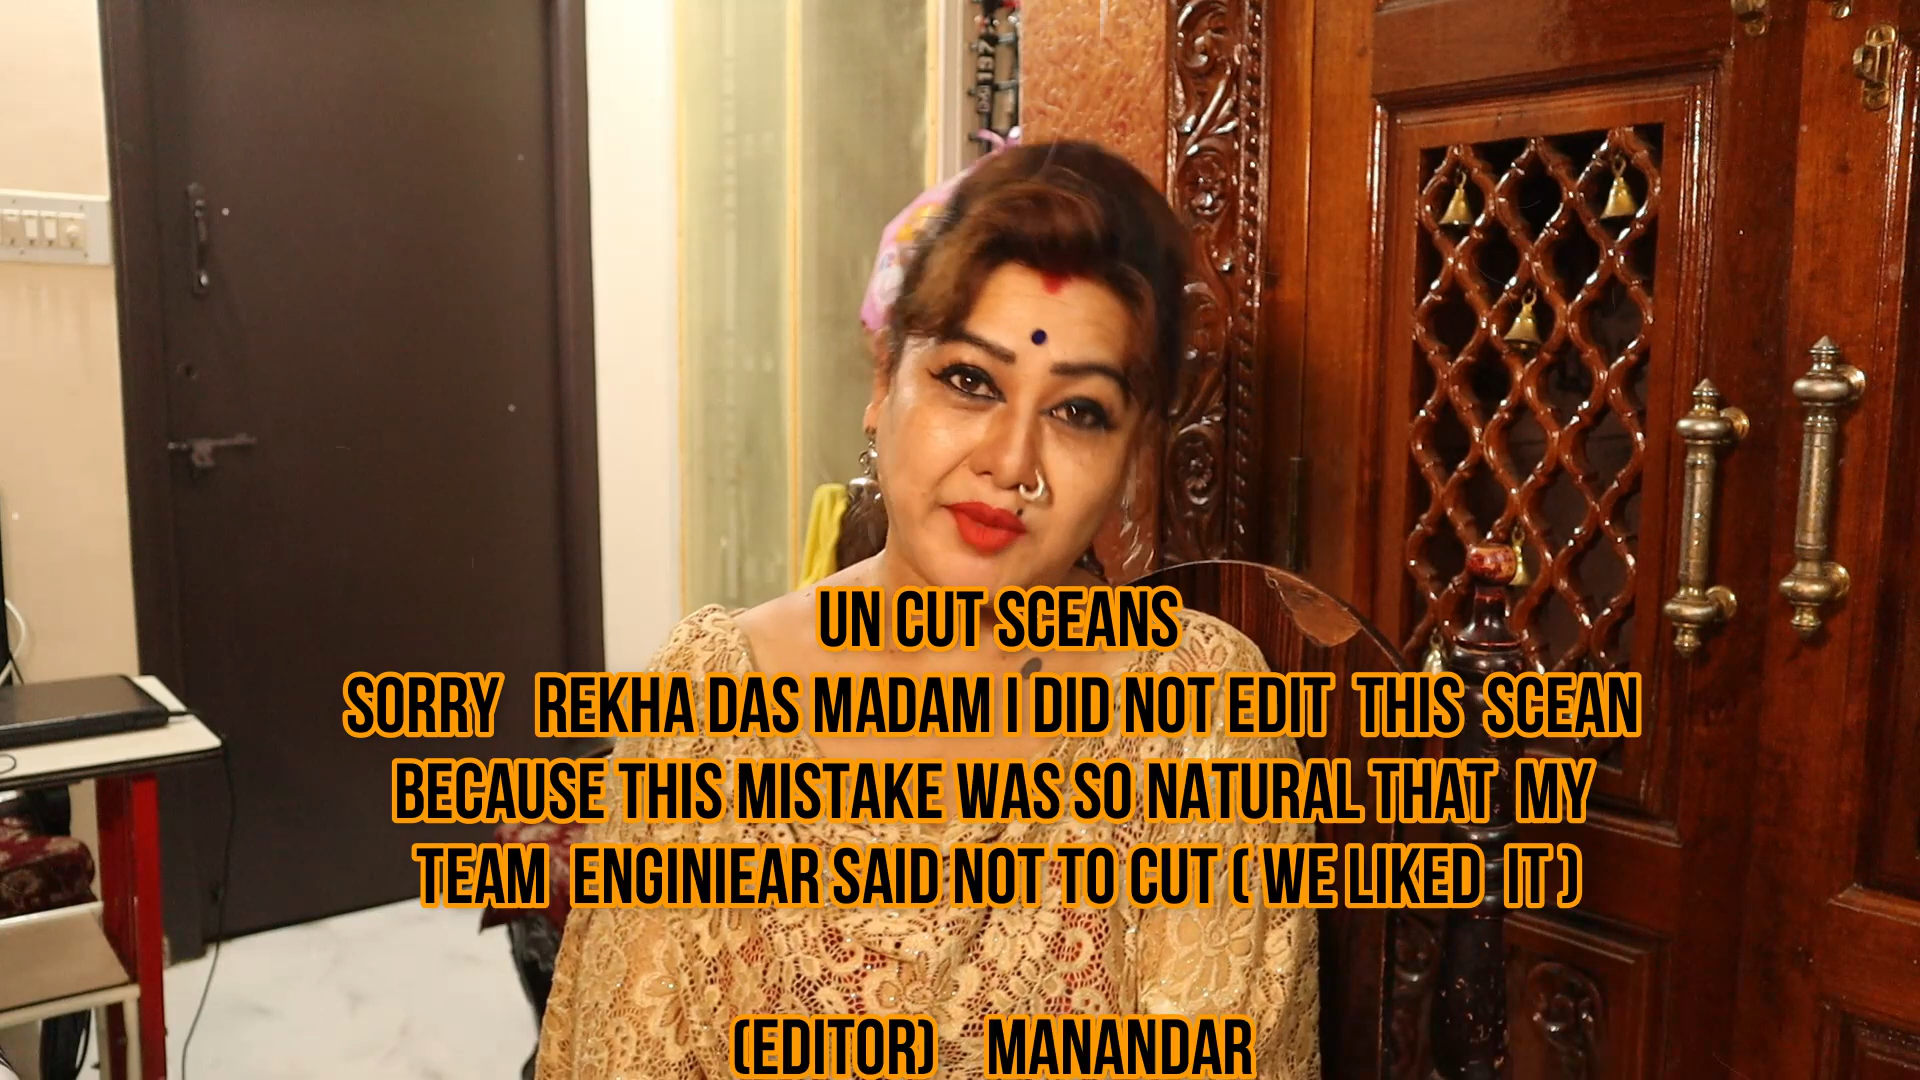 UN CUT SCEANS
SORRY REKHA DAS MADAM I DID NOT EDIT THIS SCEAN
BECAUSE THIS MISTAKE WAS SO NATURAL THAT MY
TEAM ENGINIEAR SAID NOT TO CUT ( WE LIKED IT )
(EDITOR) MANANDAR